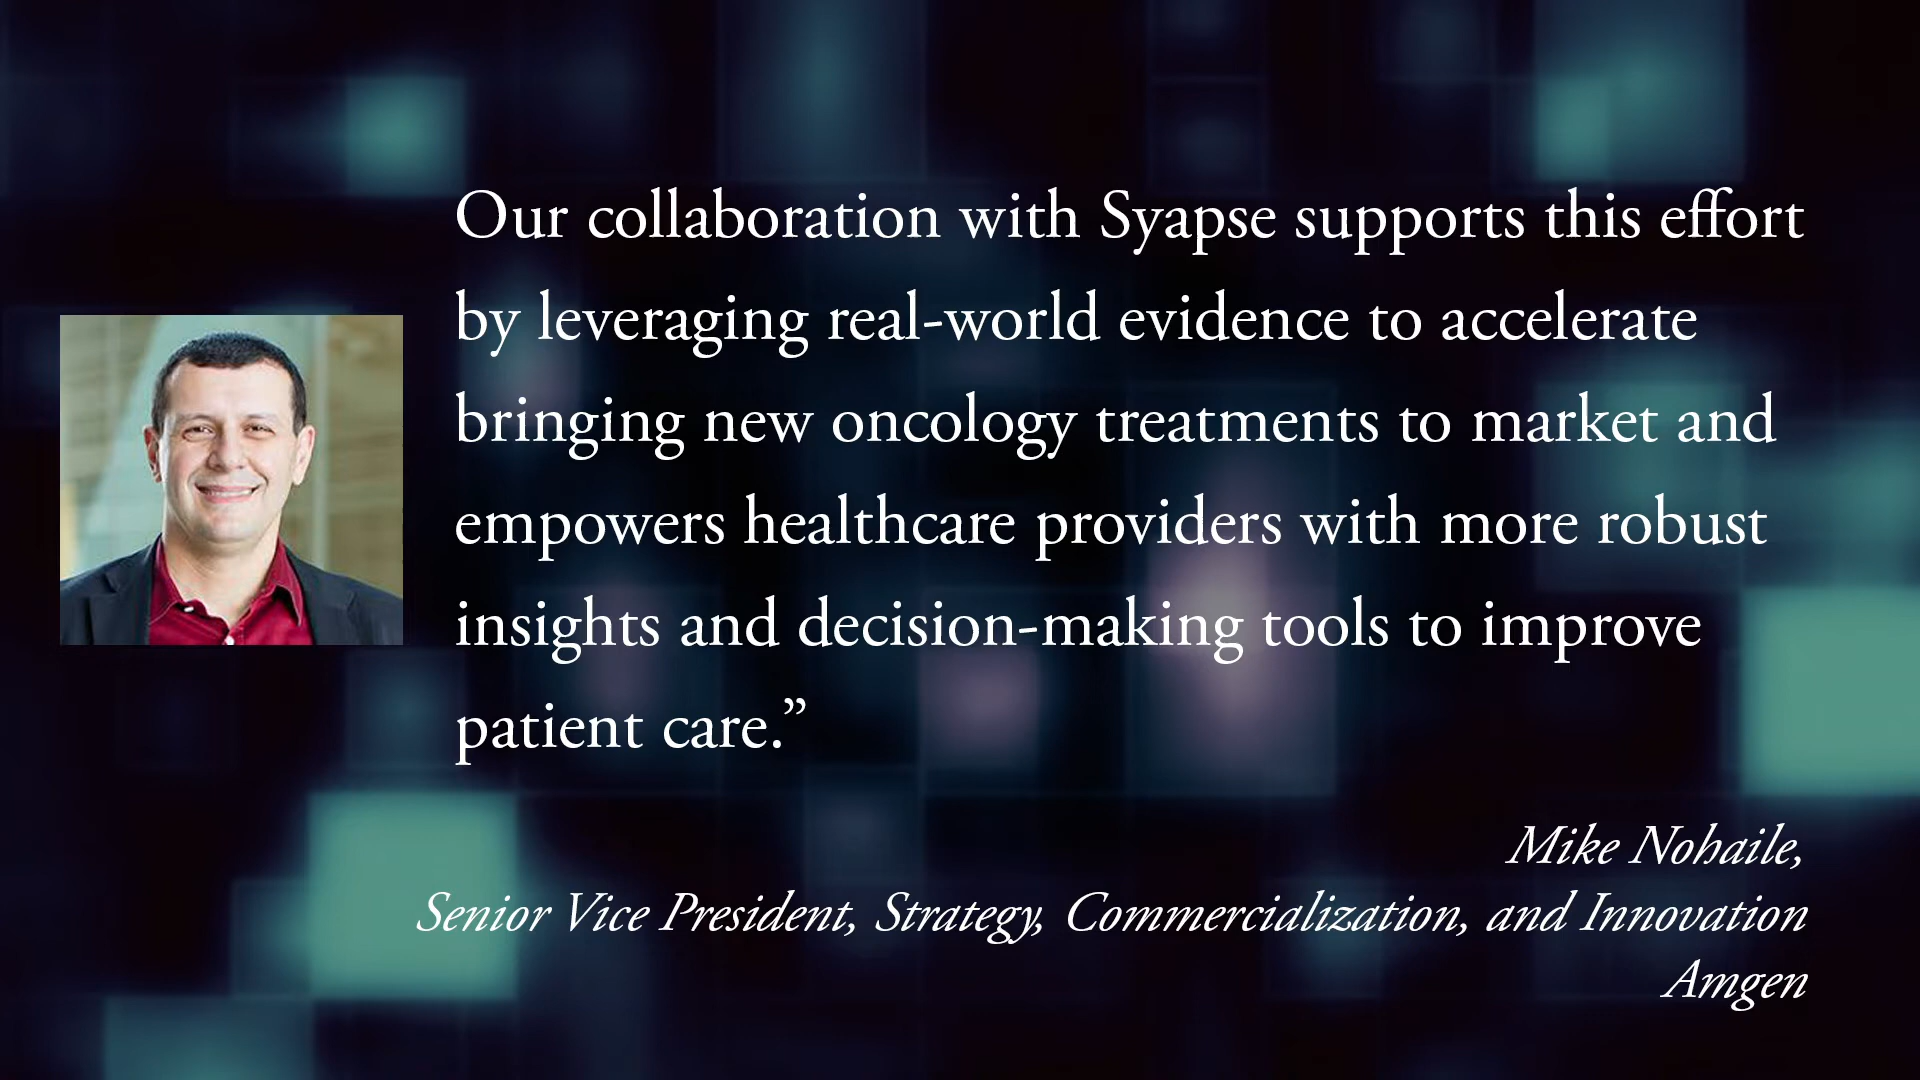 Our collaboration with Syapse supports this effort
by leveraging real-world evidence to accelerate
bringing new oncology treatments to market and
empowers healthcare providers with more robust
insights and decision-making tools to improve
patient care.”
Mike Nohaile,
Senior Vice President, Strategy, Commercialization, and Innovation
Amgen